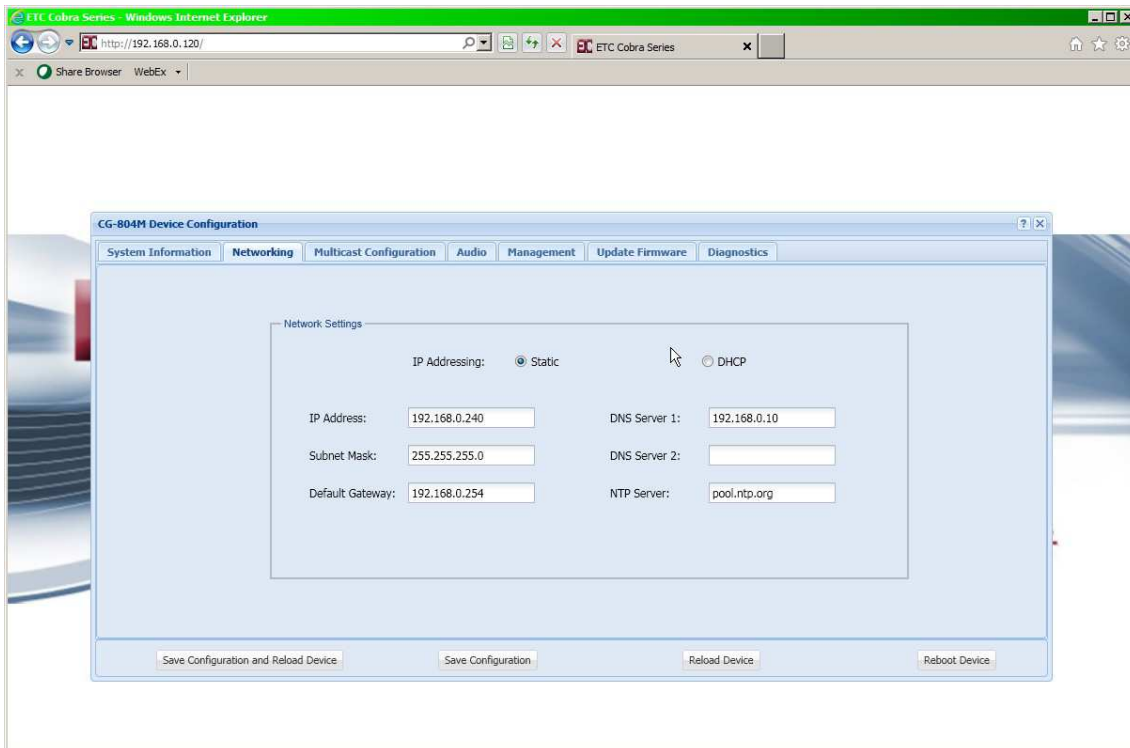 ETC Cobra Series - Windows Internet Explorer
http://192.168.0.120/
ETC Cobra Series
Share Browser WebEx
CG-804M Device Configuration
System Information Networking Multicast Configuration Audio Management Update Firmware Diagnostics
Network Settings
IP Addressing: Static DHCP
IP Address: 192.168.0.240 DNS Server 1: 192.168.0.10
Subnet Mask: 255.255.255.0 DNS Server 2:
Default Gateway: 192.168.0.254 NTP Server: pool.ntp.org
Save Configuration and Reload Device Save Configuration Reload Device Reboot Device